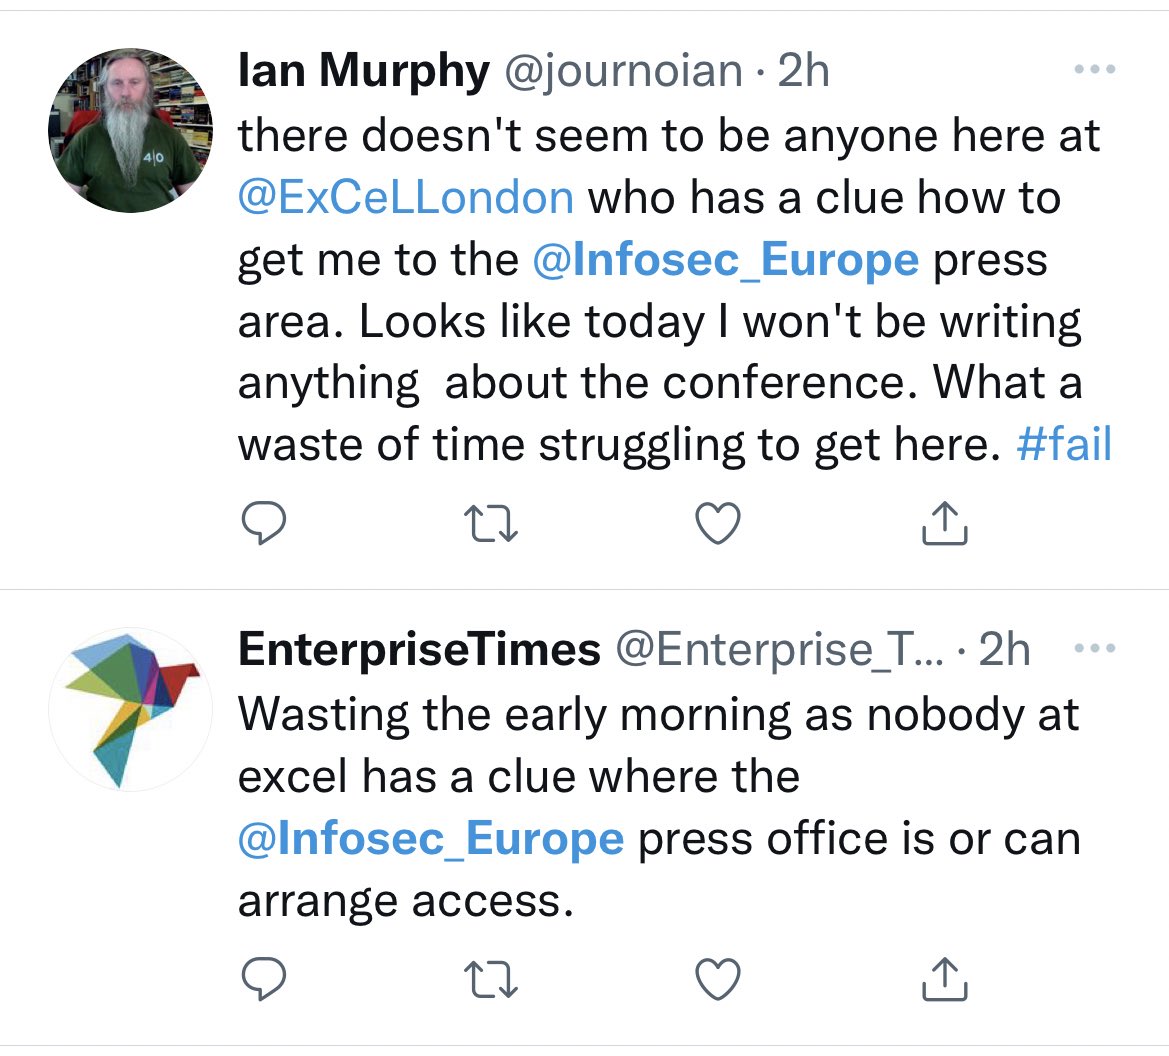 Ian Murphy @journoian · 2h
there doesn't seem to be anyone here at
@ExCeLLondon who has a clue how to
get me to the @Infosec_Europe press
area. Looks like today I won't be writing
anything  about the conference. What a
waste of time struggling to get here. #fail
EnterpriseTimes @Enterprise_T... · 2h
Wasting the early morning as nobody at
excel has a clue where the
@Infosec_Europe press office is or can
arrange access.